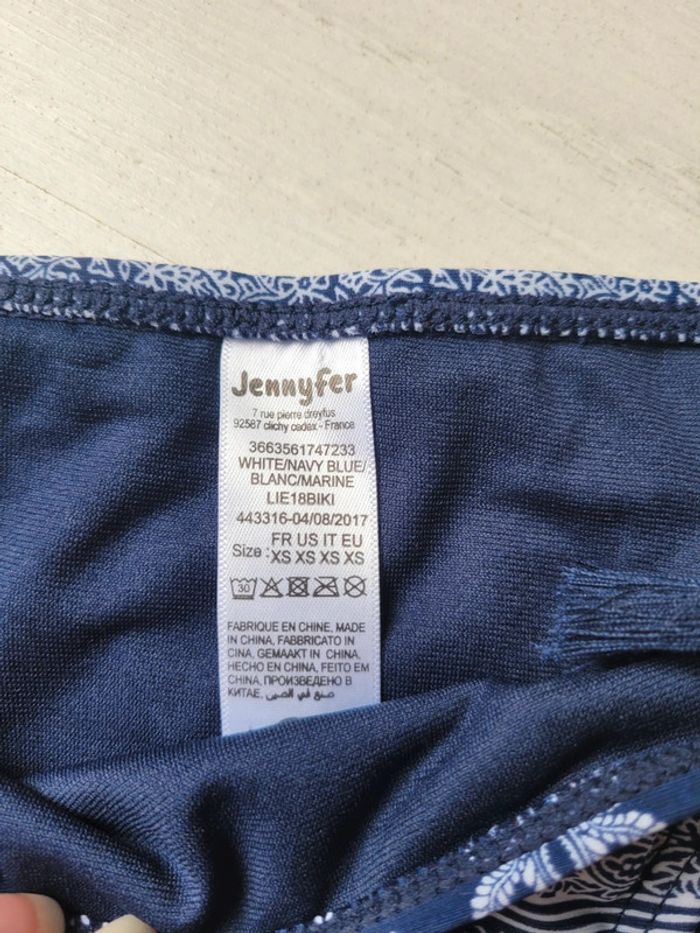 Jennyfer
7 rue pierre dreyfus
92587 clichy cedex - France
3663561747233
WHITE/NAVY BLUE/
BLANC/MARINE
LIE18BIKI
443316-04/08/2017
FR US IT EU
Size : XS XS XS XS
30
FABRIQUE EN CHINE, MADE
IN CHINA, FABBRICATO IN
CINA, GEMAAKT IN CHINA,
HECHO EN CHINA, FEITO EM
CHINA, ПРОИЗВЕДЕНО В
КИТАЕ, صنع في الصين